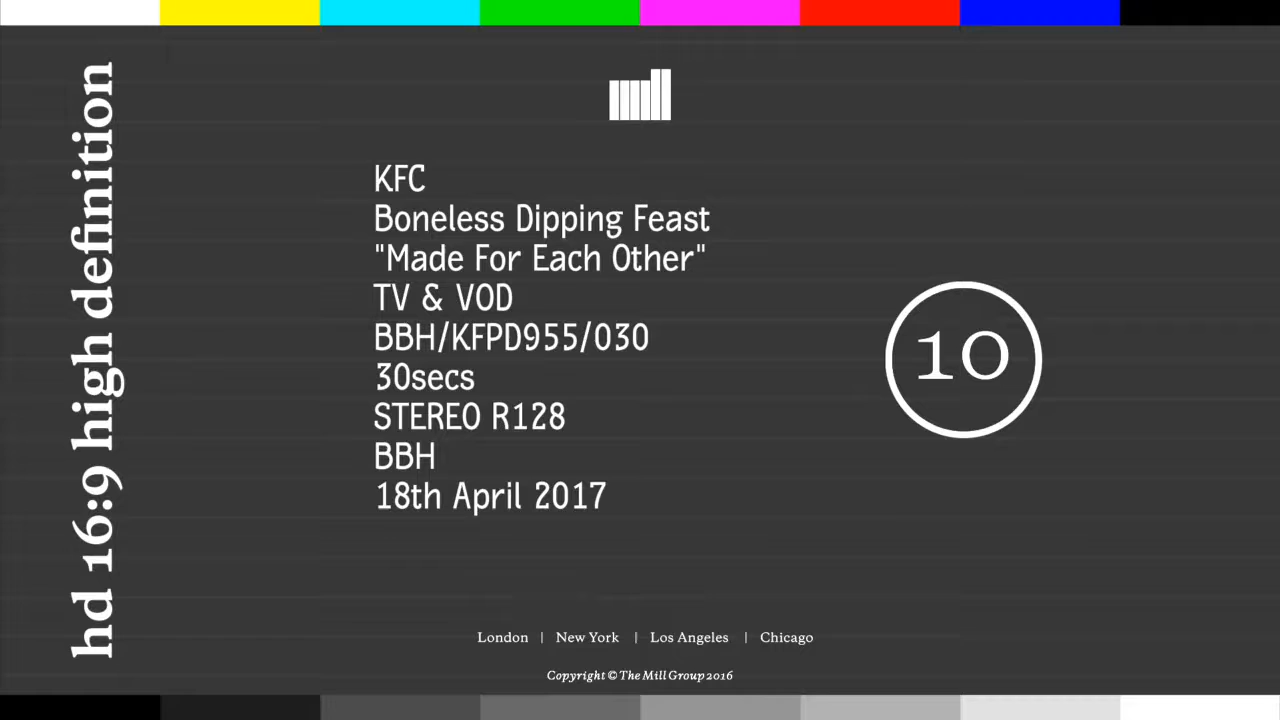 hd 16:9 high definition
KFC
Boneless Dipping Feast
"Made For Each Other"
TV & VOD
BBH/KFPD955/030
30secs
STEREO R128
BBH
18th April 2017
10
London | New York | Los Angeles | Chicago
Copyright © The Mill Group 2016